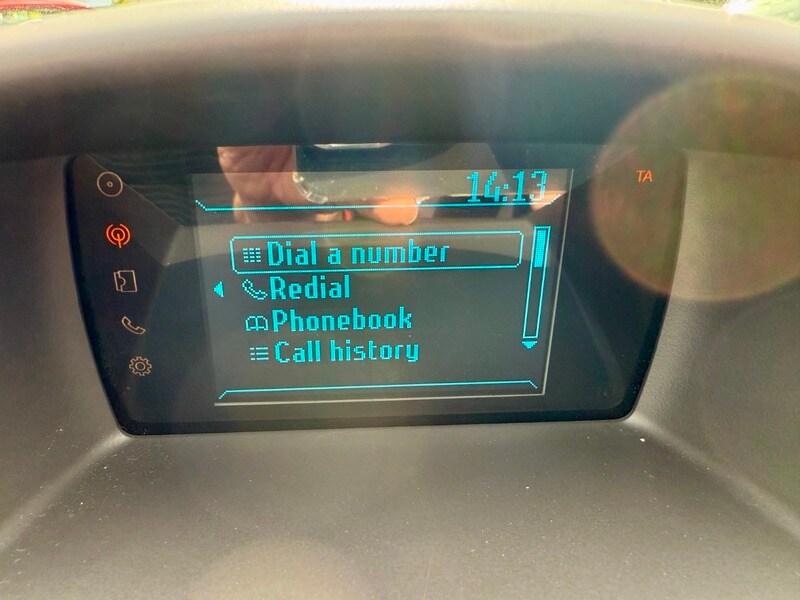 14:13
TA
Dial a number
Redial
Phonebook
Call history